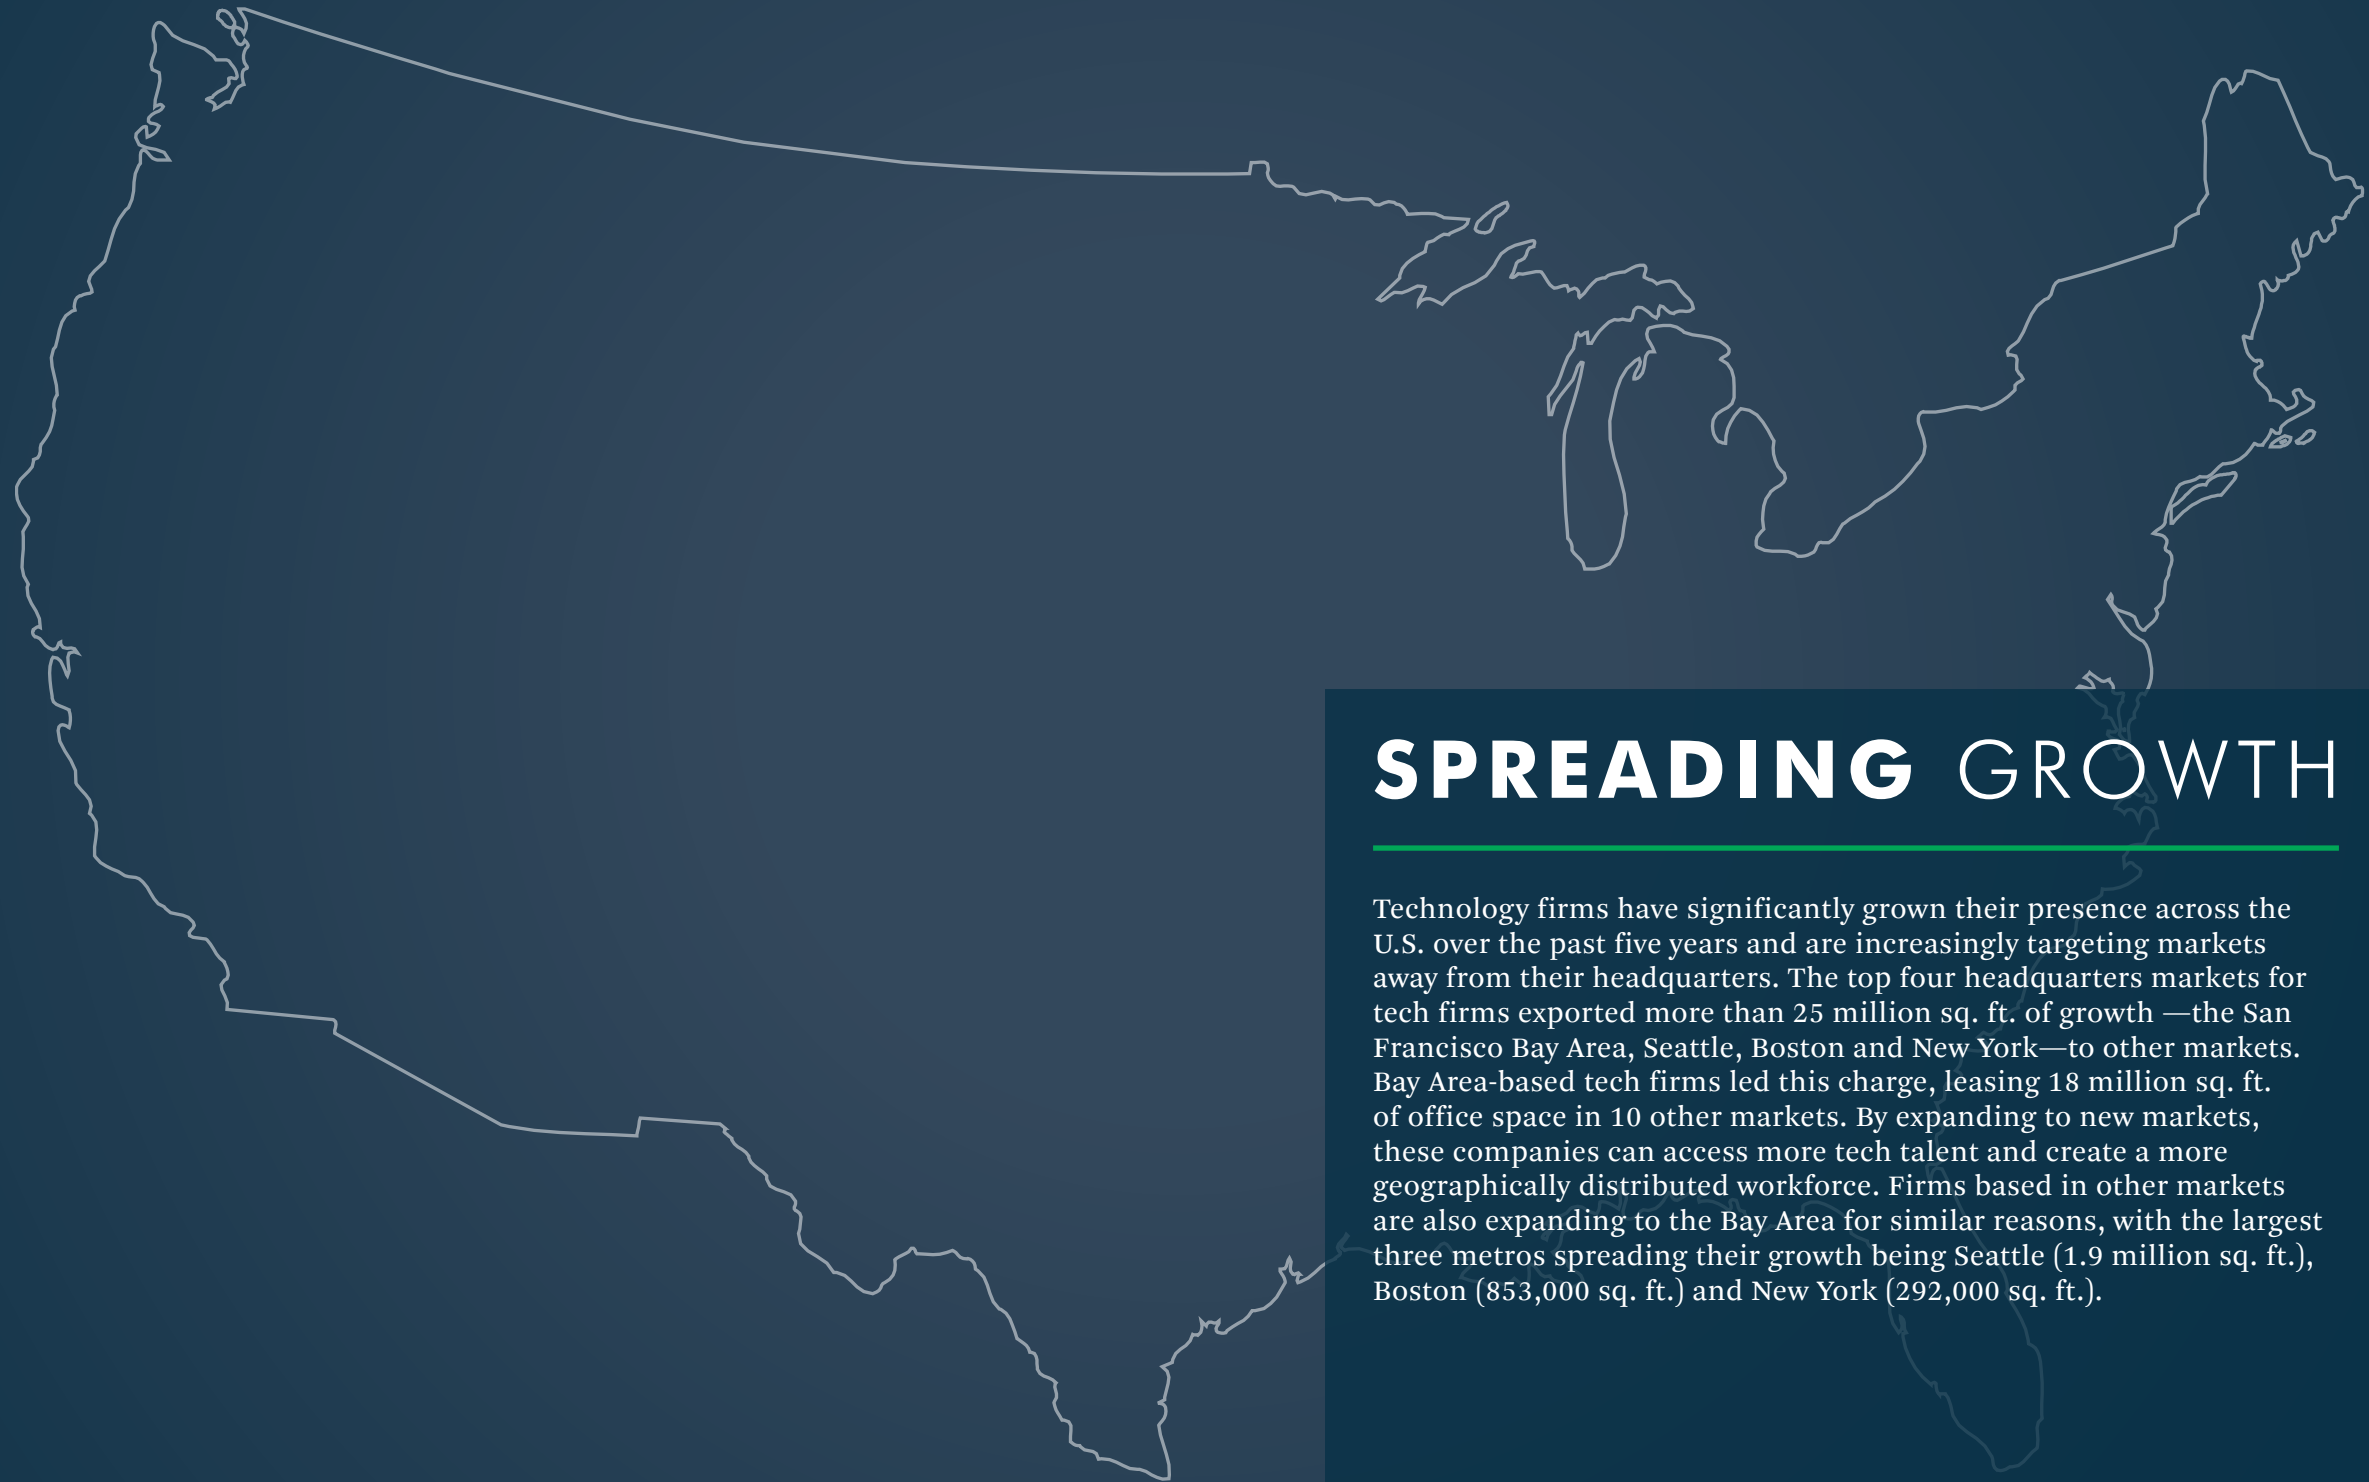 SPREADING GROWTH
Technology firms have significantly grown their presence across the
U.S. over the past five years and are increasingly targeting markets
away from their headquarters. The top four headquarters markets for
tech firms exported more than 25 million sq. ft. of growth —the San
Francisco Bay Area, Seattle, Boston and New York—to other markets.
Bay Area-based tech firms led this charge, leasing 18 million sq. ft.
of office space in 10 other markets. By expanding to new markets,
these companies can access more tech talent and create a more
geographically distributed workforce. Firms based in other markets
are also expanding to the Bay Area for similar reasons, with the largest
three metros spreading their growth being Seattle (1.9 million sq. ft.),
Boston (853,000 sq. ft.) and New York (292,000 sq. ft.).